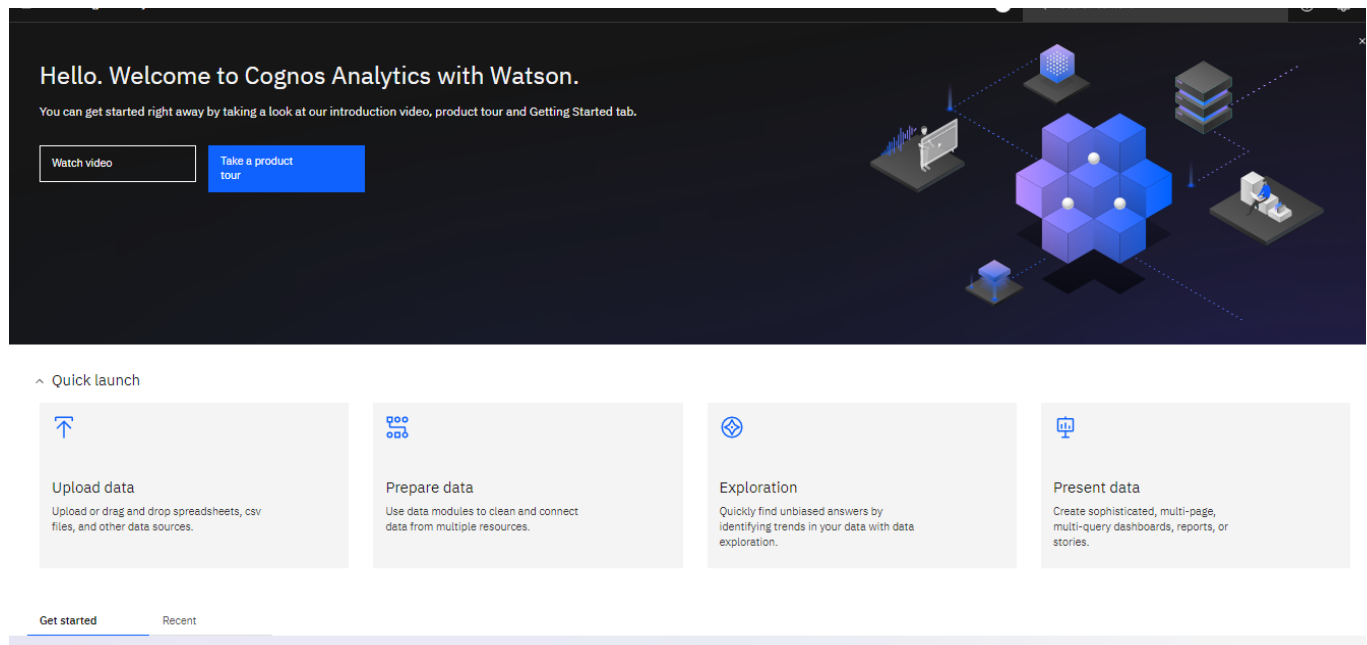 Hello. Welcome to Cognos Analytics with Watson.
You can get started right away by taking a look at our introduction video, product tour and Getting Started tab.
Watch video
Take a product
tour
Quick launch
Upload data
Upload or drag and drop spreadsheets, csv
files, and other data sources.
Prepare data
Use data modules to clean and connect
data from multiple resources.
Exploration
Quickly find unbiased answers by
identifying trends in your data with data
exploration.
Present data
Create sophisticated, multi-page,
multi-query dashboards, reports, or
stories.
Get started
Recent